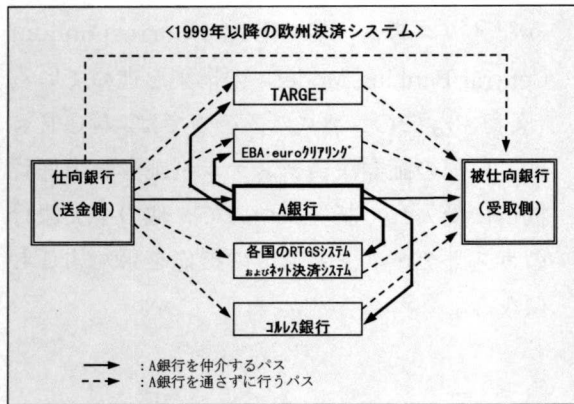 <1999年以降の欧州決済システム>
TARGET
EBA・euroクリアリング
仕向銀行
(送金側)
A銀行
被仕向銀行
(受取側)
各国のRTGSシステム
およびネット決済システム
コルレス銀行
:A銀行を仲介するパス
:A銀行を通さずに行うパス